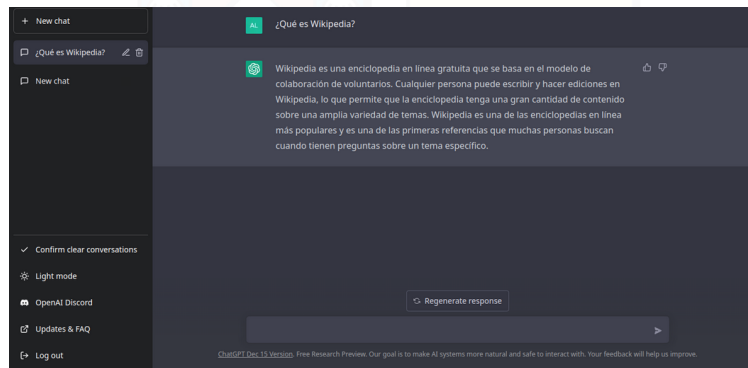 New chat
¿Qué es Wikipedia?
New chat
Confirm clear conversations
Light mode
OpenAI Discord
Updates & FAQ
Log out
AL
¿Qué es Wikipedia?
Wikipedia es una enciclopedia en línea gratuita que se basa en el modelo de
colaboración de voluntarios. Cualquier persona puede escribir y hacer ediciones en
Wikipedia, lo que permite que la enciclopedia tenga una gran cantidad de contenido
sobre una amplia variedad de temas. Wikipedia es una de las enciclopedias en línea
más populares y es una de las primeras referencias que muchas personas buscan
cuando tienen preguntas sobre un tema específico.
Regenerate response
ChatGPT Dec 15 Version. Free Research Preview. Our goal is to make AI systems more natural and safe to interact with. Your feedback will help us improve.